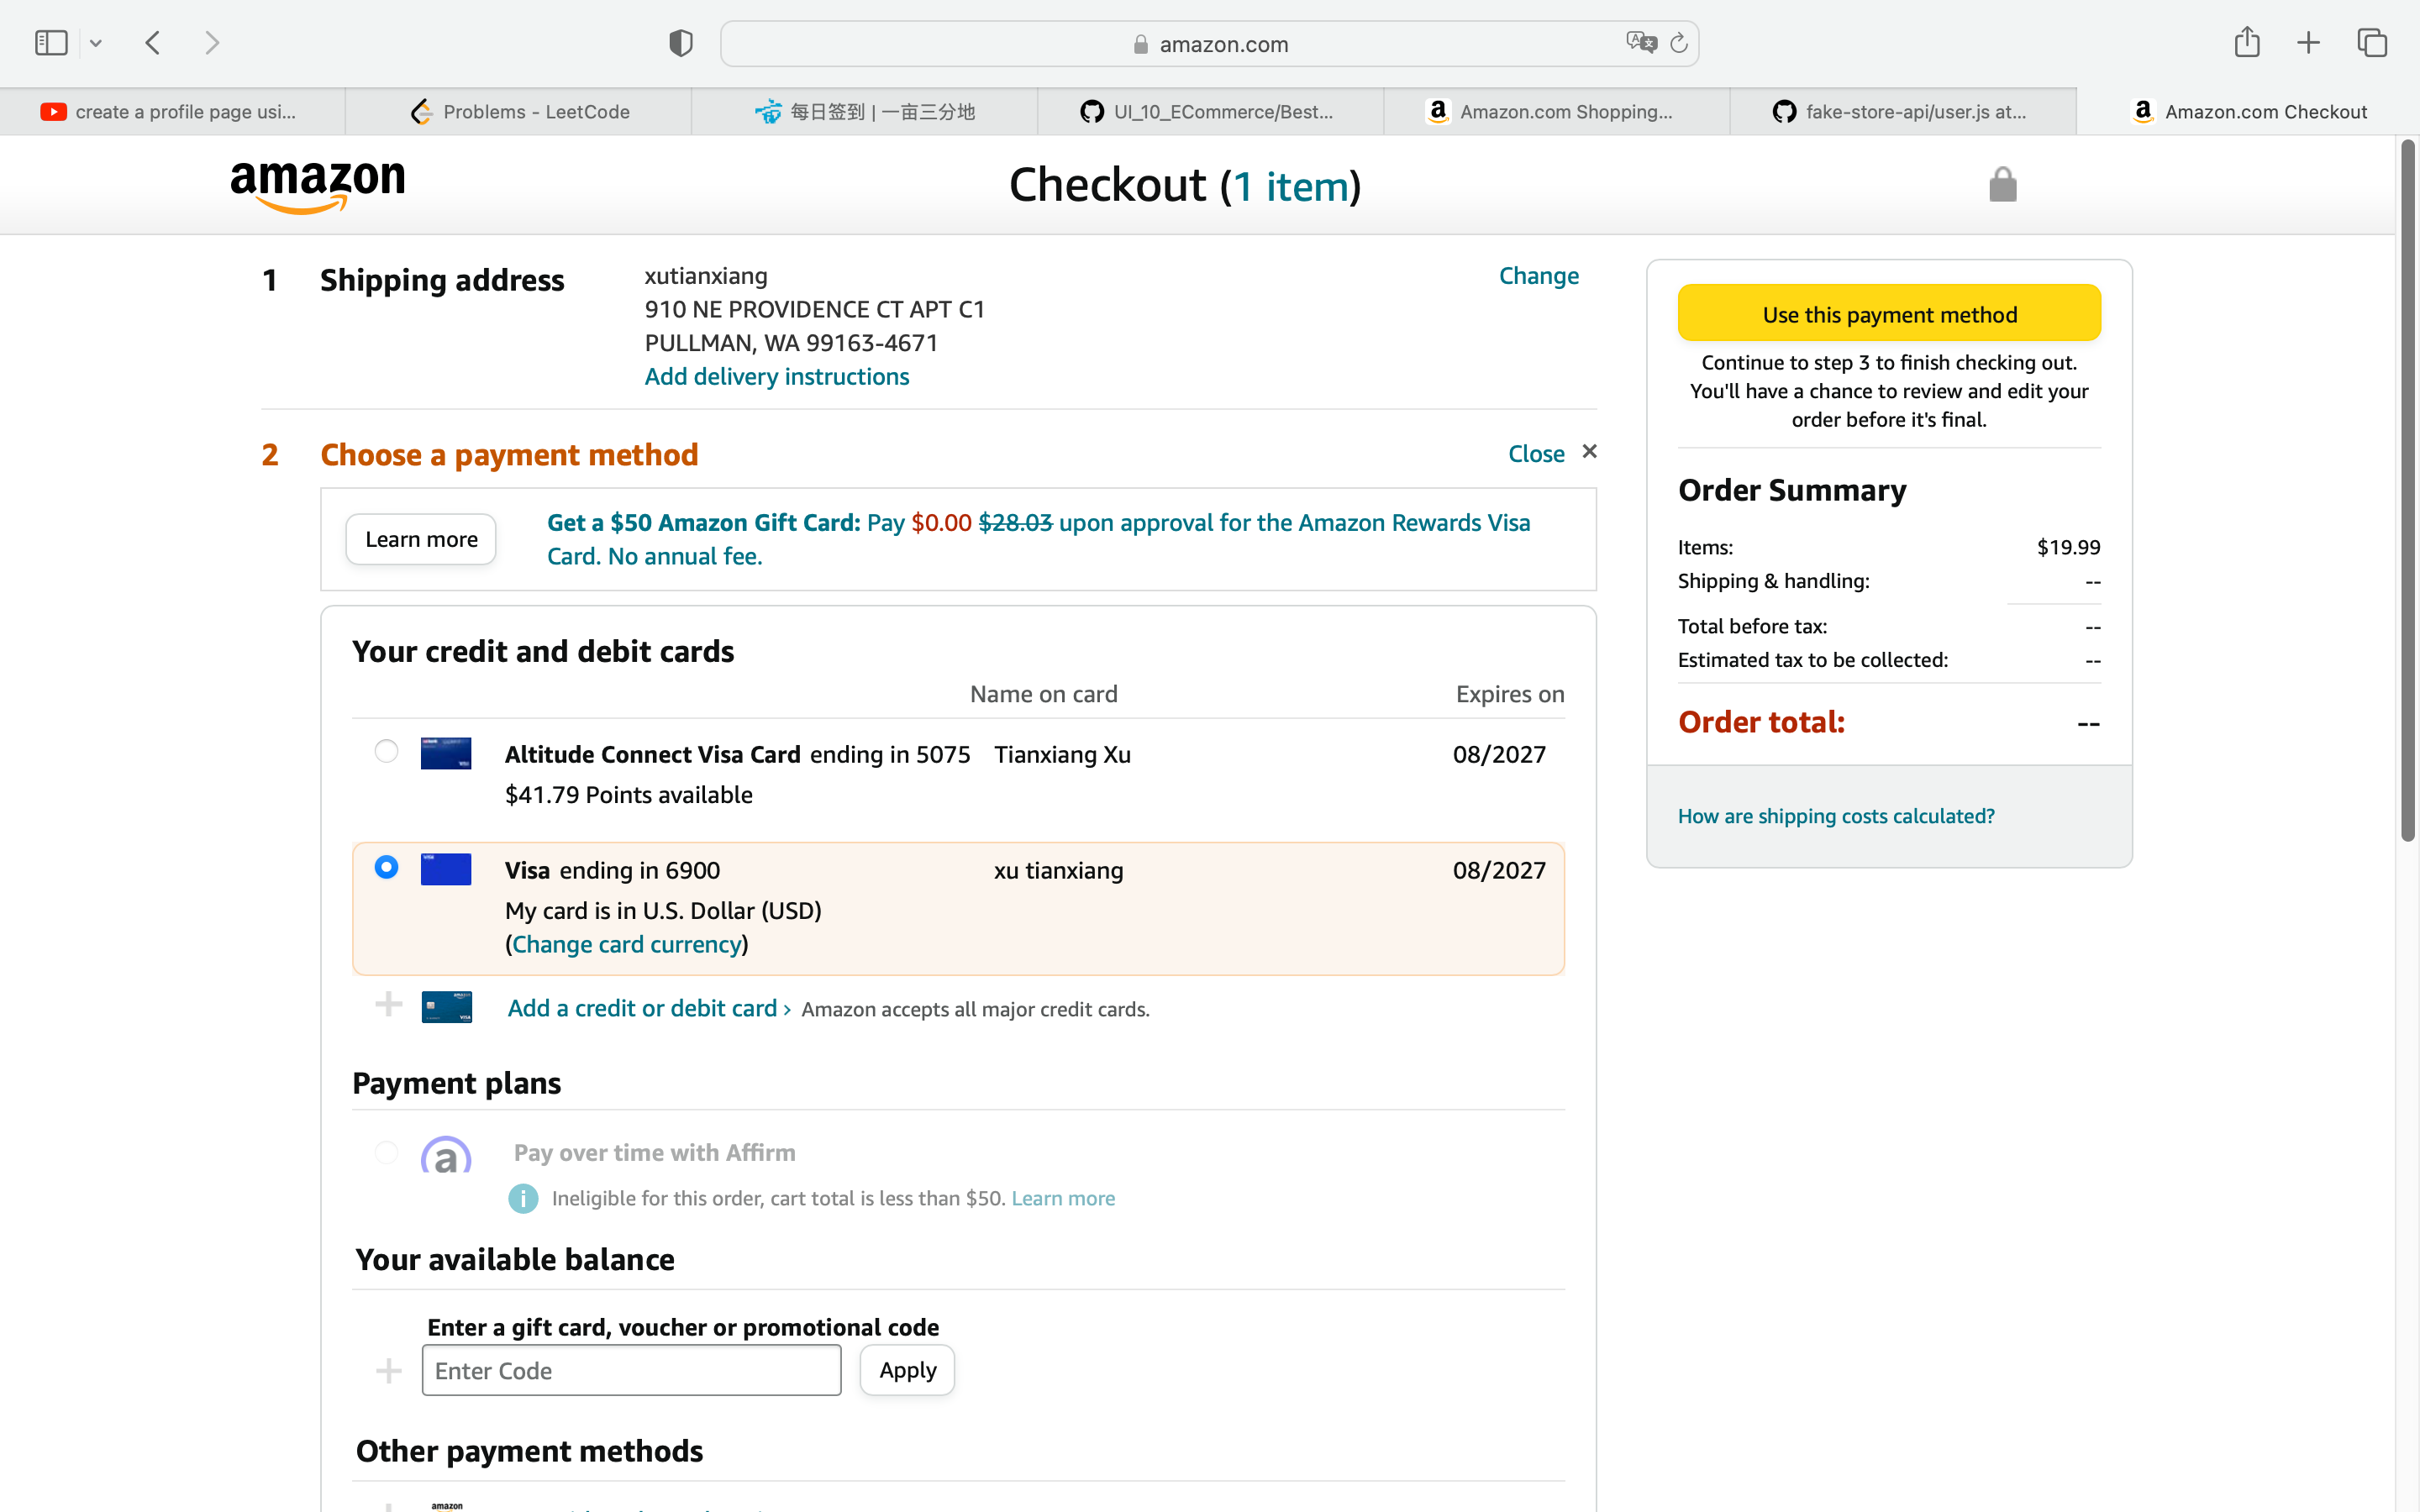 amazon.com
create a profile page usi...
Problems - LeetCode
每日签到 | 一亩三分地
UI_10_ECommerce/Best...
Amazon.com Shopping...
fake-store-api/user.js at...
Amazon.com Checkout
amazon
Checkout (1 item)
1 Shipping address
xutianxiang
Change
910 NE PROVIDENCE CT APT C1
PULLMAN, WA 99163-4671
Add delivery instructions
2 Choose a payment method
Close ×
Learn more
Get a $50 Amazon Gift Card: Pay $0.00 $28.03 upon approval for the Amazon Rewards Visa
Card. No annual fee.
Your credit and debit cards
Name on card
Expires on
Altitude Connect Visa Card ending in 5075
Tianxiang Xu
08/2027
$41.79 Points available
Visa ending in 6900
xu tianxiang
08/2027
My card is in U.S. Dollar (USD)
(Change card currency)
Add a credit or debit card › Amazon accepts all major credit cards.
Payment plans
a
Pay over time with Affirm
i Ineligible for this order, cart total is less than $50. Learn more
Your available balance
Enter a gift card, voucher or promotional code
Enter Code
Apply
Other payment methods
amazon
Use this payment method
Continue to step 3 to finish checking out.
You'll have a chance to review and edit your
order before it's final.
Order Summary
Items: $19.99
Shipping & handling: --
Total before tax: --
Estimated tax to be collected: --
Order total: --
How are shipping costs calculated?